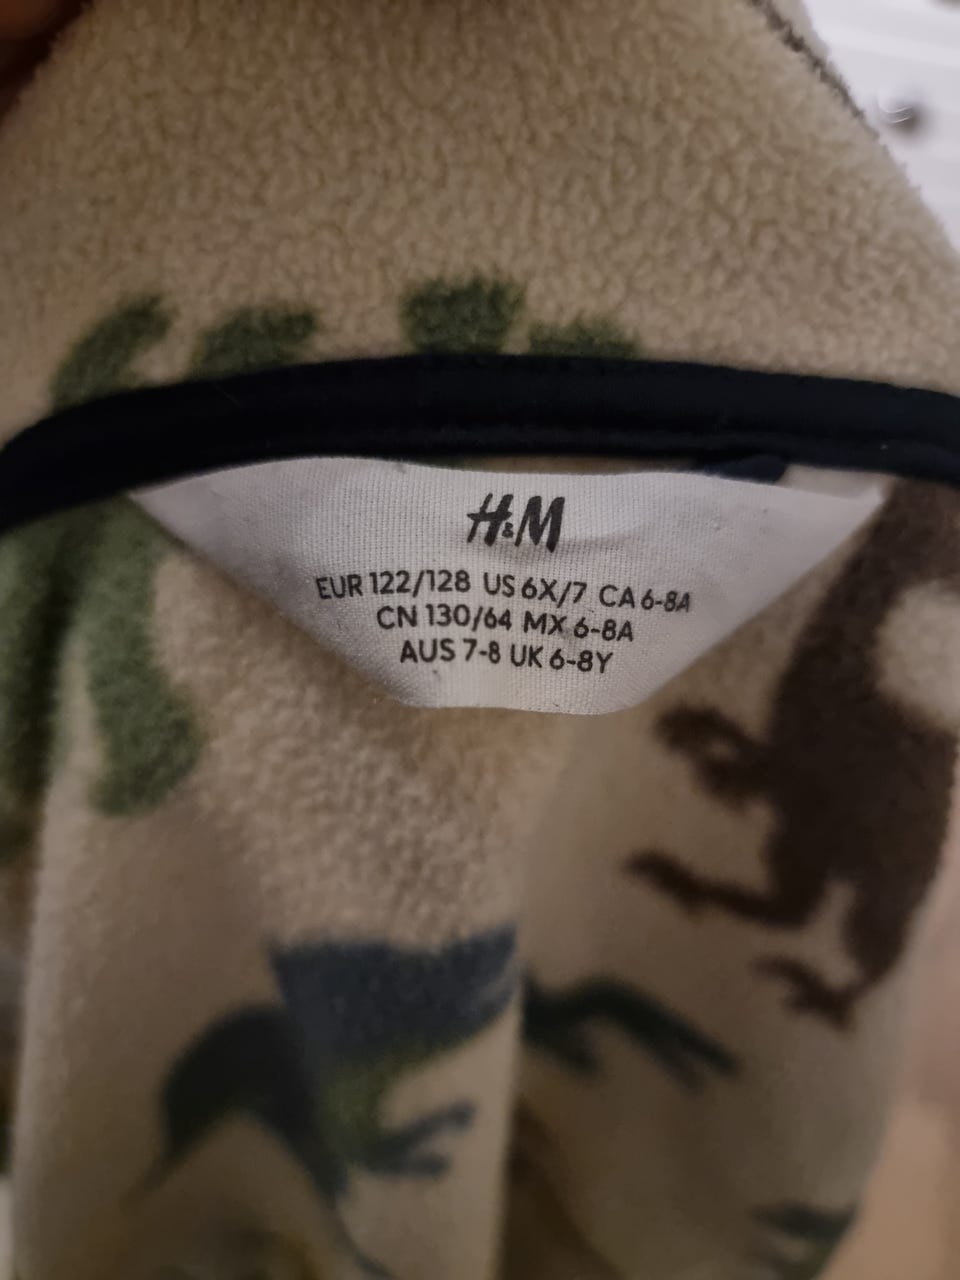 H&M
EUR 122/128 US 6X/7 CA 6-8A
CN 130/64 MX 6-8A
AUS 7-8 UK 6-8Y